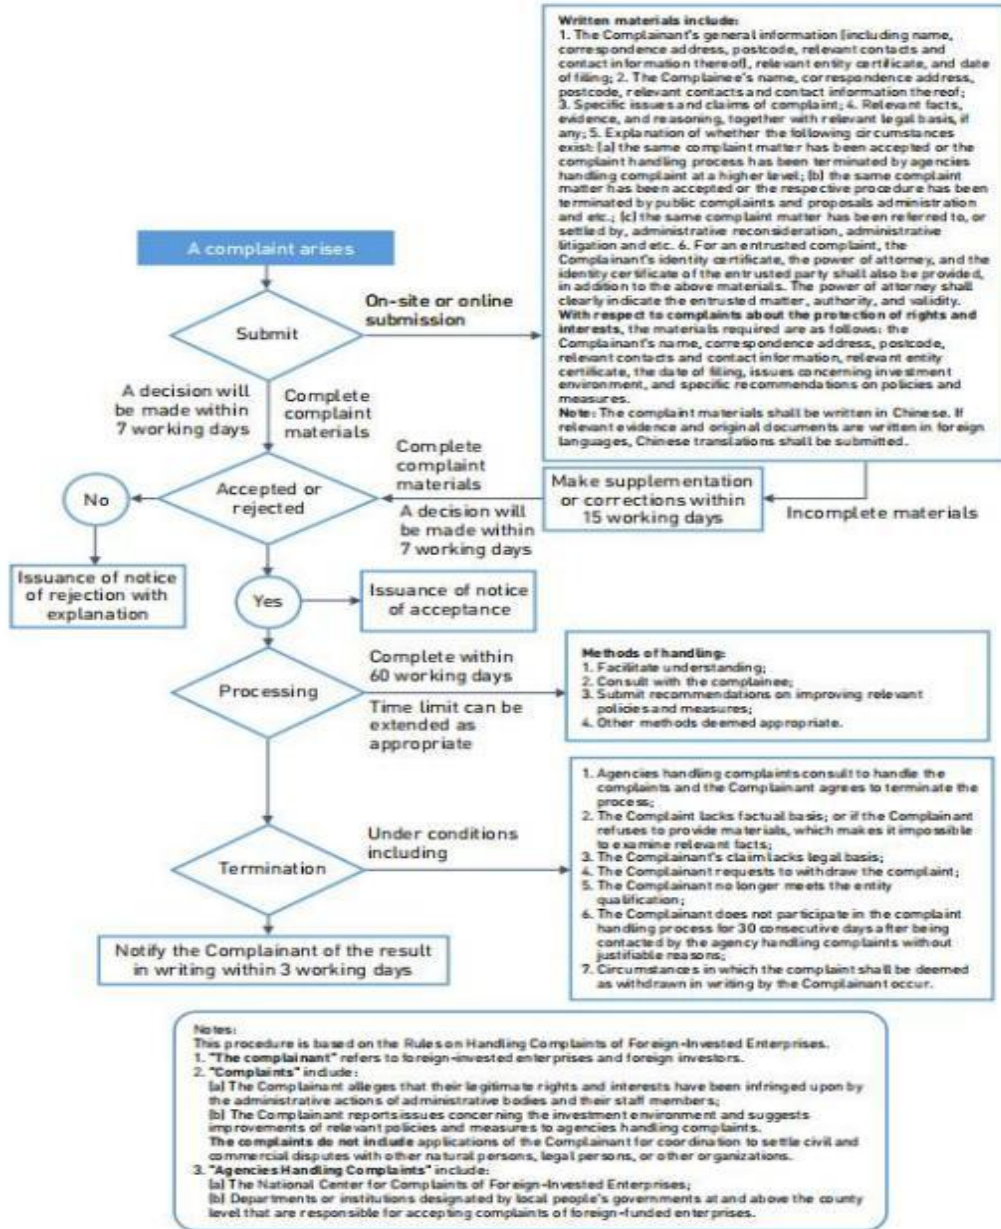 Written materials include:
1. The Complainant's general information (including name,
correspondence address, postcode, relevant contacts and
contact information thereof), relevant entity certificate, and date
of filing; 2. The Complainee's name, correspondence address,
postcode, relevant contacts and contact information thereof;
3. Specific issues and claims of complaint; 4. Relevant facts,
evidence, and reasoning, together with relevant legal basis, if
any; 5. Explanation of whether the following circumstances
exist: (a) the same complaint matter has been accepted or the
complaint handling process has been terminated by agencies
handling complaint at a higher level; (b) the same complaint
matter has been accepted or the respective procedure has been
terminated by public complaints and proposals administration
and etc.; (c) the same complaint matter has been referred to, or
settled by, administrative reconsideration, administrative
litigation and etc. 6. For an entrusted complaint, the
Complainant's identity certificate, the power of attorney, and the
identity certificate of the entrusted party shall also be provided,
in addition to the above materials. The power of attorney shall
clearly indicate the entrusted matter, authority, and validity.
With respect to complaints about the protection of rights and
interests, the materials required are as follows: the
Complainant's name, correspondence address, postcode,
relevant contacts and contact information, relevant entity
certificate, the date of filing, issues concerning investment
environment, and specific recommendations on policies and
measures.
Note: The complaint materials shall be written in Chinese. If
relevant evidence and original documents are written in foreign
languages, Chinese translations shall be submitted.
A complaint arises
Submit
On-site or online
submission
A decision will
be made within
7 working days
Complete
complaint
materials
Accepted or
rejected
Complete
complaint
materials
A decision will
be made within
7 working days
Make supplementation
or corrections within
15 working days
Incomplete materials
No
Issuance of notice
of rejection with
explanation
Yes
Issuance of notice
of acceptance
Processing
Complete within
60 working days
Time limit can be
extended as
appropriate
Methods of handling:
1. Facilitate understanding;
2. Consult with the complainee;
3. Submit recommendations on improving relevant
policies and measures;
4. Other methods deemed appropriate.
Termination
Under conditions
including
1. Agencies handling complaints consult to handle the
complaints and the Complainant agrees to terminate the
process;
2. The Complaint lacks factual basis; or if the Complainant
refuses to provide materials, which makes it impossible
to examine relevant facts;
3. The Complainant's claim lacks legal basis;
4. The Complainant requests to withdraw the complaint;
5. The Complainant no longer meets the entity
qualification;
6. The Complainant does not participate in the complaint
handling process for 30 consecutive days after being
contacted by the agency handling complaints without
justifiable reasons;
7. Circumstances in which the complaint shall be deemed
as withdrawn in writing by the Complainant occur.
Notify the Complainant of the result
in writing within 3 working days
Notes:
This procedure is based on the Rules on Handling Complaints of Foreign-Invested Enterprises.
1. "The complainant" refers to foreign-invested enterprises and foreign investors.
2. "Complaints" include:
(a) The Complainant alleges that their legitimate rights and interests have been infringed upon by
the administrative actions of administrative bodies and their staff members;
(b) The Complainant reports issues concerning the investment environment and suggests
improvements of relevant policies and measures to agencies handling complaints.
The complaints do not include applications of the Complainant for coordination to settle civil and
commercial disputes with other natural persons, legal persons, or other organizations.
3. "Agencies Handling Complaints" include:
(a) The National Center for Complaints of Foreign-Invested Enterprises;
(b) Departments or institutions designated by local people's governments at and above the county
level that are responsible for accepting complaints of foreign-funded enterprises.